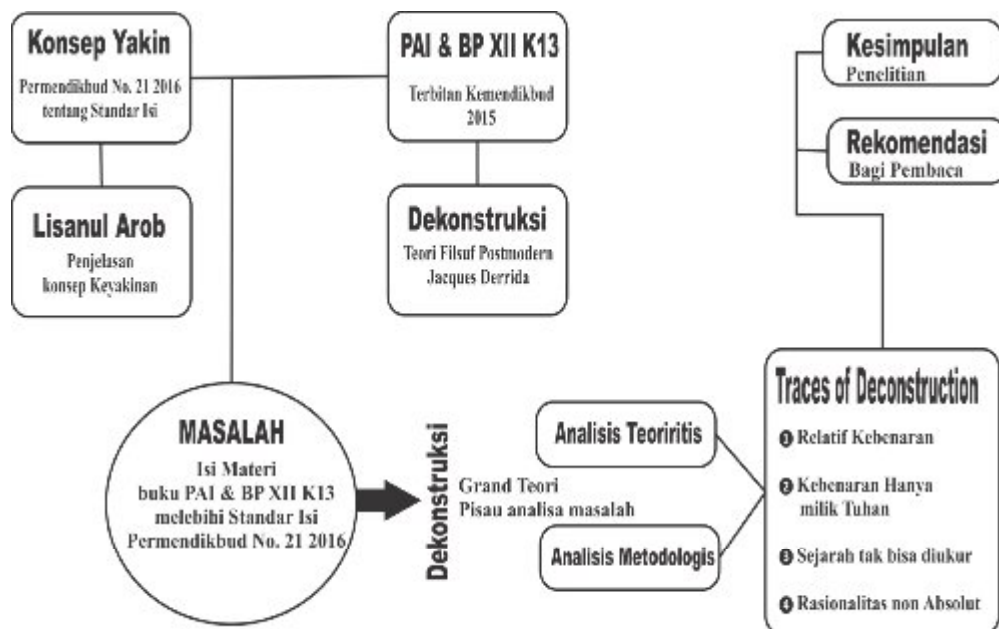 Konsep Yakin
Permendikbud No. 21 2016
tentang Standar Isi
PAI & BP XII K13
Terbitan Kemendikbud
2015
Kesimpulan
Penelitian
Rekomendasi
Bagi Pembaca
Lisanul Arob
Penjelasan
konsep Keyakinan
Dekonstruksi
Teori Filsuf Postmodern
Jacques Derrida
MASALAH
Isi Materi
buku PAI & BP XII K13
melebihi Standar Isi
Permendikbud No. 21 2016
Dekonstruksi
Grand Teori
Pisau analisa masalah
Analisis Teoriritis
Analisis Metodologis
Traces of Deconstruction
1 Relatif Kebenaran
2 Kebenaran Hanya
milik Tuhan
3 Sejarah tak bisa diukur
4 Rasionalitas non Absolut